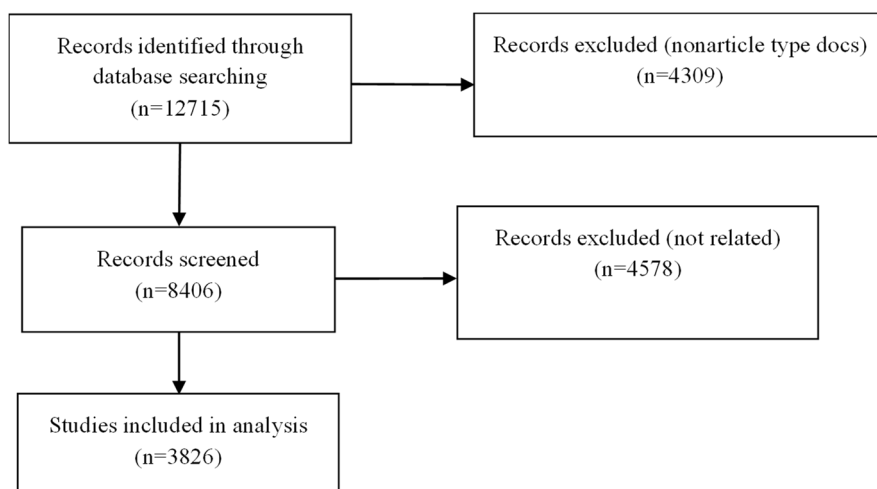 Records identified through
database searching
(n=12715)
Records excluded (nonarticle type docs)
(n=4309)
Records screened
(n=8406)
Records excluded (not related)
(n=4578)
Studies included in analysis
(n=3826)